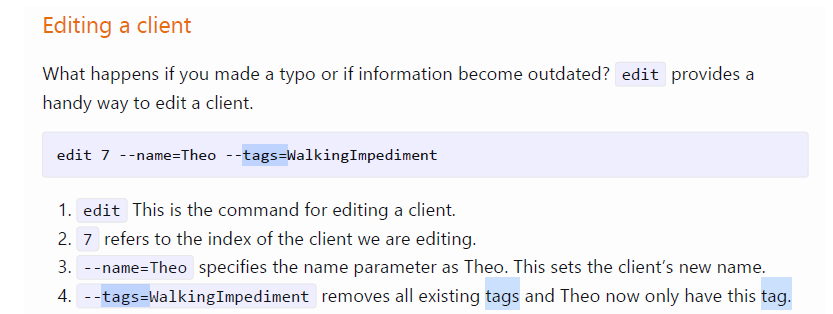 Editing a client
What happens if you made a typo or if information become outdated? edit provides a
handy way to edit a client.
edit 7 --name=Theo --tags=WalkingImpediment
1. edit This is the command for editing a client.
2. 7 refers to the index of the client we are editing.
3. --name=Theo specifies the name parameter as Theo. This sets the client’s new name.
4. --tags=WalkingImpediment removes all existing tags and Theo now only have this tag.